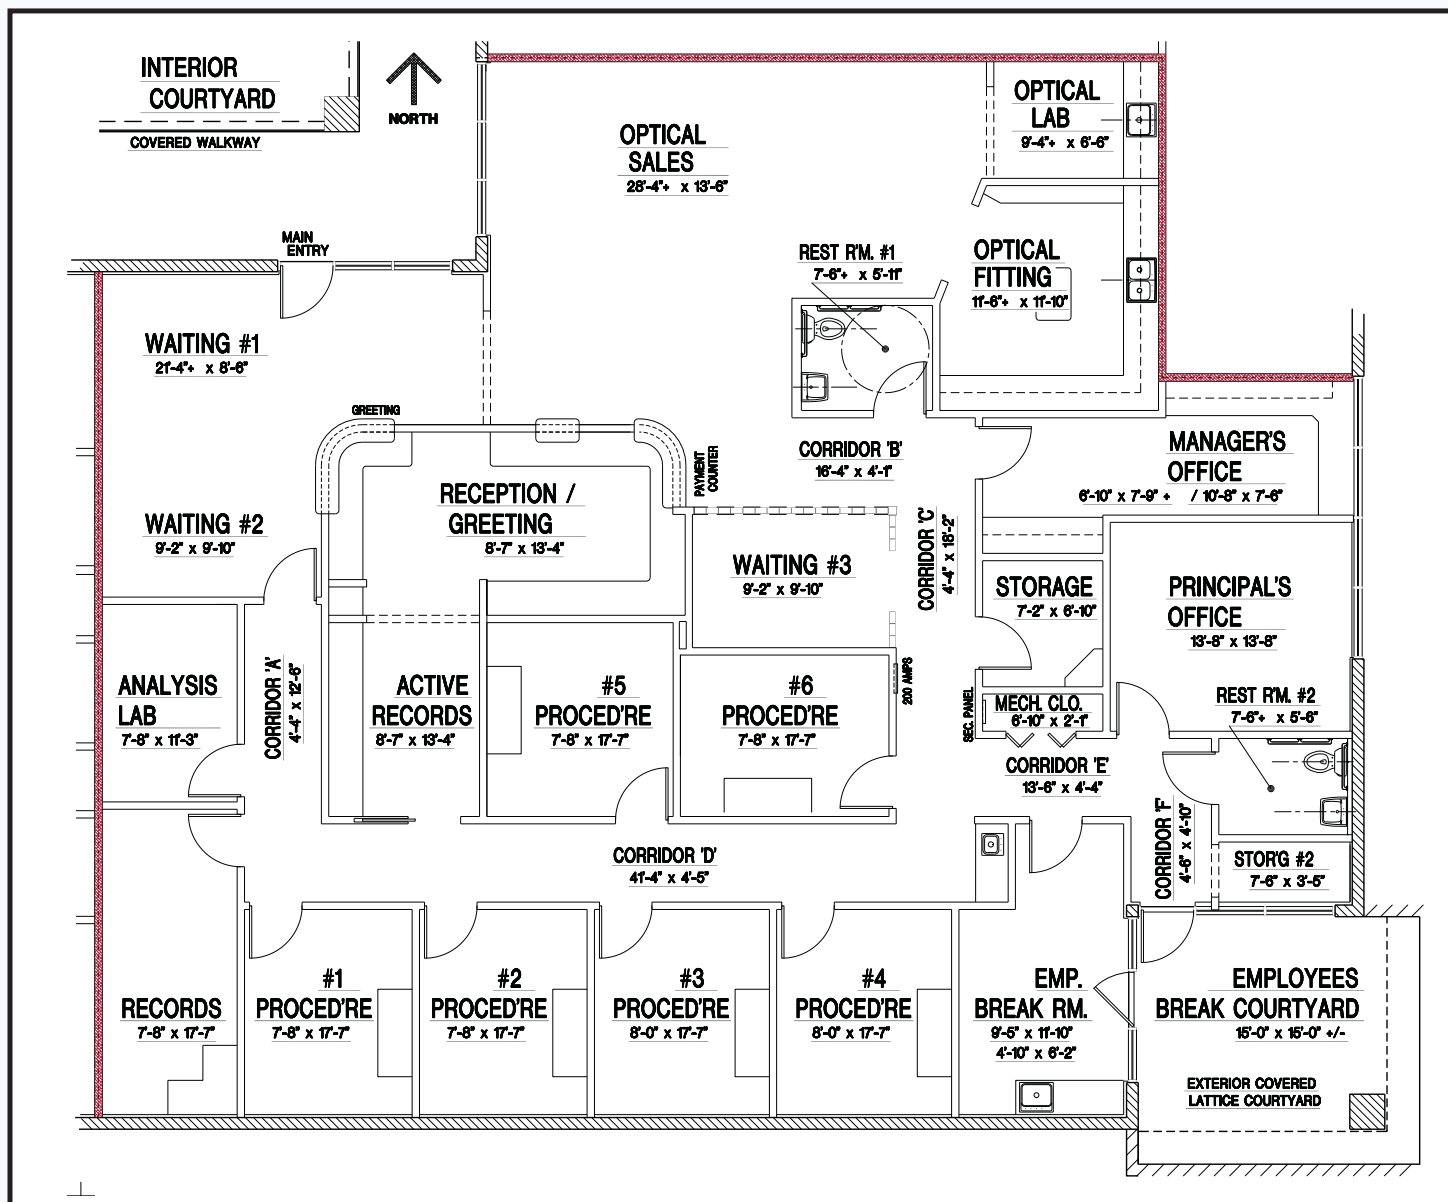 INTERIOR
COURTYARD
COVERED WALKWAY
NORTH
OPTICAL
SALES
28'-4"+ x 13'-6"
OPTICAL
LAB
9'-4"+ x 6'-6"
MAIN
ENTRY
REST R'M. #1
7'-6"+ x 5'-11"
OPTICAL
FITTING
11'-6"+ x 11'-10"
WAITING #1
21'-4"+ x 8'-6"
GREETING
PAYMENT
COUNTER
CORRIDOR 'B'
16'-4" x 4'-1"
MANAGER'S
OFFICE
6'-10" x 7'-9" + / 10'-8" x 7'-6"
WAITING #2
9'-2" x 9'-10"
RECEPTION /
GREETING
8'-7" x 13'-4"
WAITING #3
9'-2" x 9'-10"
CORRIDOR 'C'
4'-4" x 18'-2"
STORAGE
7'-2" x 6'-10"
PRINCIPAL'S
OFFICE
13'-8" x 13'-8"
ANALYSIS
LAB
7'-8" x 11'-3"
CORRIDOR 'A'
4'-4" x 12'-6"
ACTIVE
RECORDS
8'-7" x 13'-4"
#5
PROCED'RE
7'-8" x 17'-7"
#6
PROCED'RE
7'-8" x 17'-7"
200 AMPS
SEC. PANEL
MECH. CLO.
6'-10" x 2'-1"
REST R'M. #2
7'-6"+ x 5'-6"
CORRIDOR 'E'
13'-6" x 4'-4"
CORRIDOR 'F'
4'-6" x 4'-10"
CORRIDOR 'D'
41'-4" x 4'-5"
STOR'G #2
7'-6" x 3'-5"
RECORDS
7'-8" x 17'-7"
#1
PROCED'RE
7'-8" x 17'-7"
#2
PROCED'RE
7'-8" x 17'-7"
#3
PROCED'RE
8'-0" x 17'-7"
#4
PROCED'RE
8'-0" x 17'-7"
EMP.
BREAK RM.
9'-5" x 11'-10"
4'-10" x 6'-2"
EMPLOYEES
BREAK COURTYARD
15'-0" x 15'-0" +/-
EXTERIOR COVERED
LATTICE COURTYARD